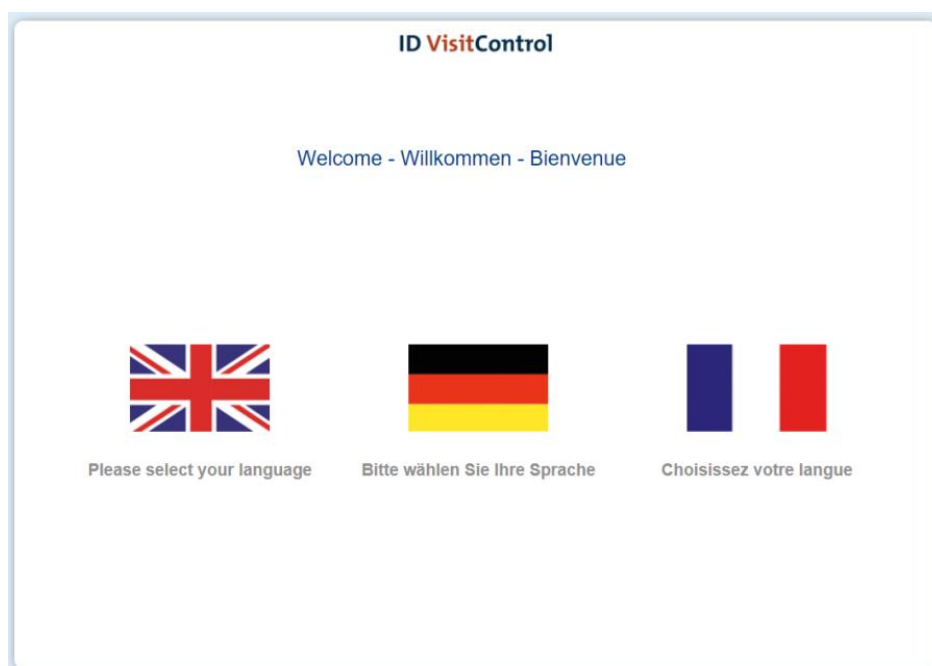 ID VisitControl
Welcome - Willkommen - Bienvenue
Please select your language
Bitte wählen Sie Ihre Sprache
Choisissez votre langue